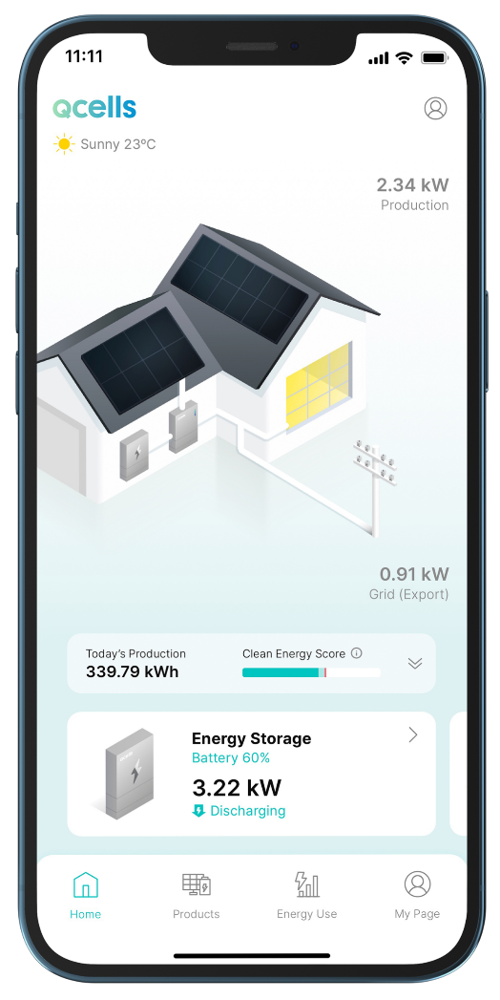 11:11
Qcells
Sunny 23°C
2.34 kW
Production
0.91 kW
Grid (Export)
Today's Production
339.79 kWh
Clean Energy Score
Energy Storage
Battery 60%
3.22 kW
Discharging
Home
Products
Energy Use
My Page